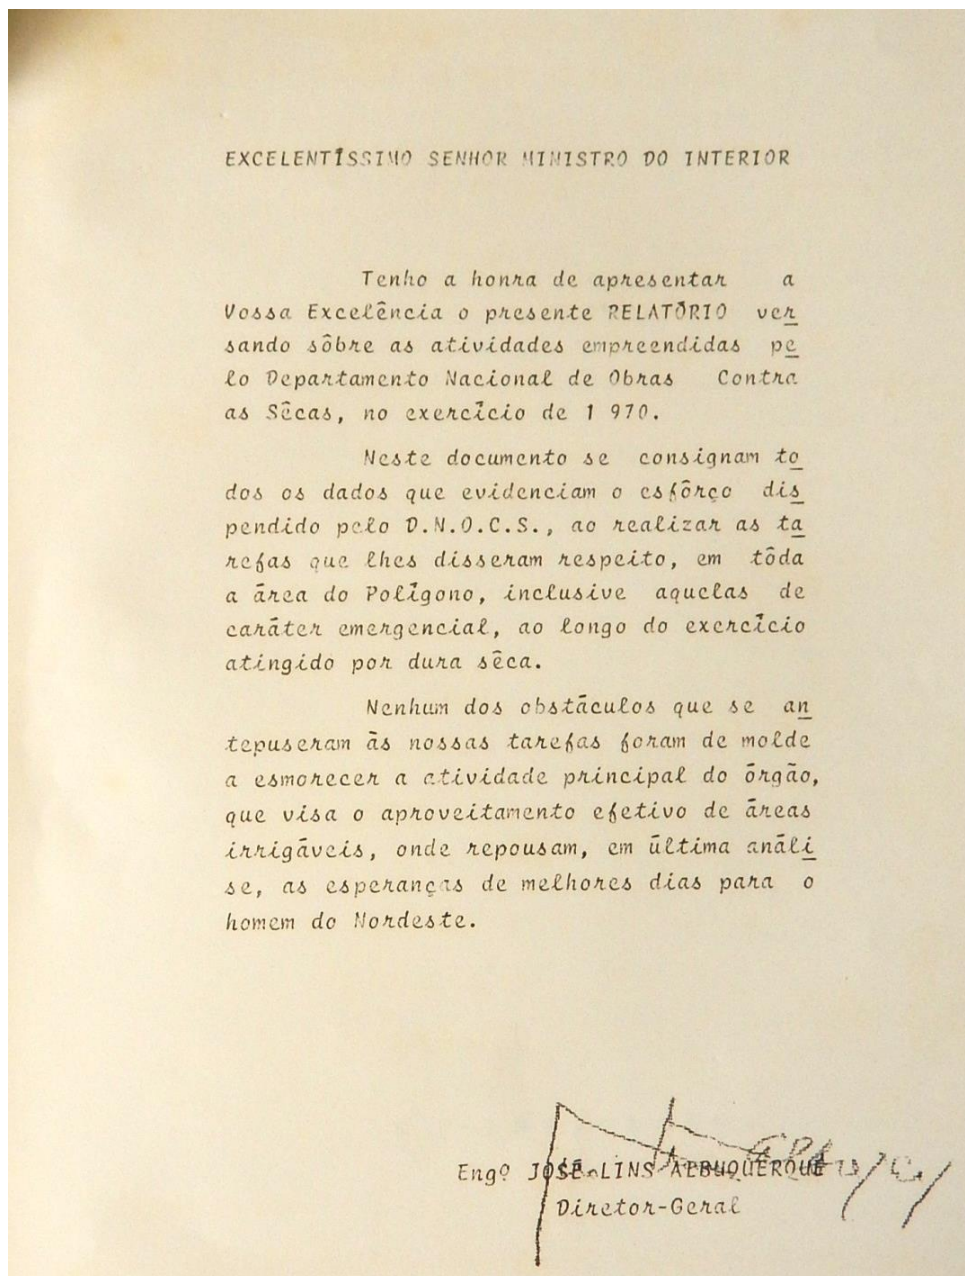 EXCELENTÍSSIMO SENHOR MINISTRO DO INTERIOR
Tenho a honra de apresentar a
Vossa Excelência o presente RELATÓRIO ver
sando sôbre as atividades empreendidas pe
lo Departamento Nacional de Obras Contra
as Sêcas, no exercício de 1 970.
Neste documento se consignam to
dos os dados que evidenciam o esfôrço dis
pendido pelo D.N.O.C.S., ao realizar as ta
refas que lhes disseram respeito, em tôda
a área do Polígono, inclusive aquelas de
caráter emergencial, ao longo do exercício
atingido por dura sêca.
Nenhum dos obstáculos que se an
tepuseram às nossas tarefas foram de molde
a esmorecer a atividade principal do órgão,
que visa o aproveitamento efetivo de áreas
irrigáveis, onde repousam, em última análi
se, as esperanças de melhores dias para o
homem do Nordeste.
Engº JOSÉ LINS ALBUQUERQUE
Diretor-Geral